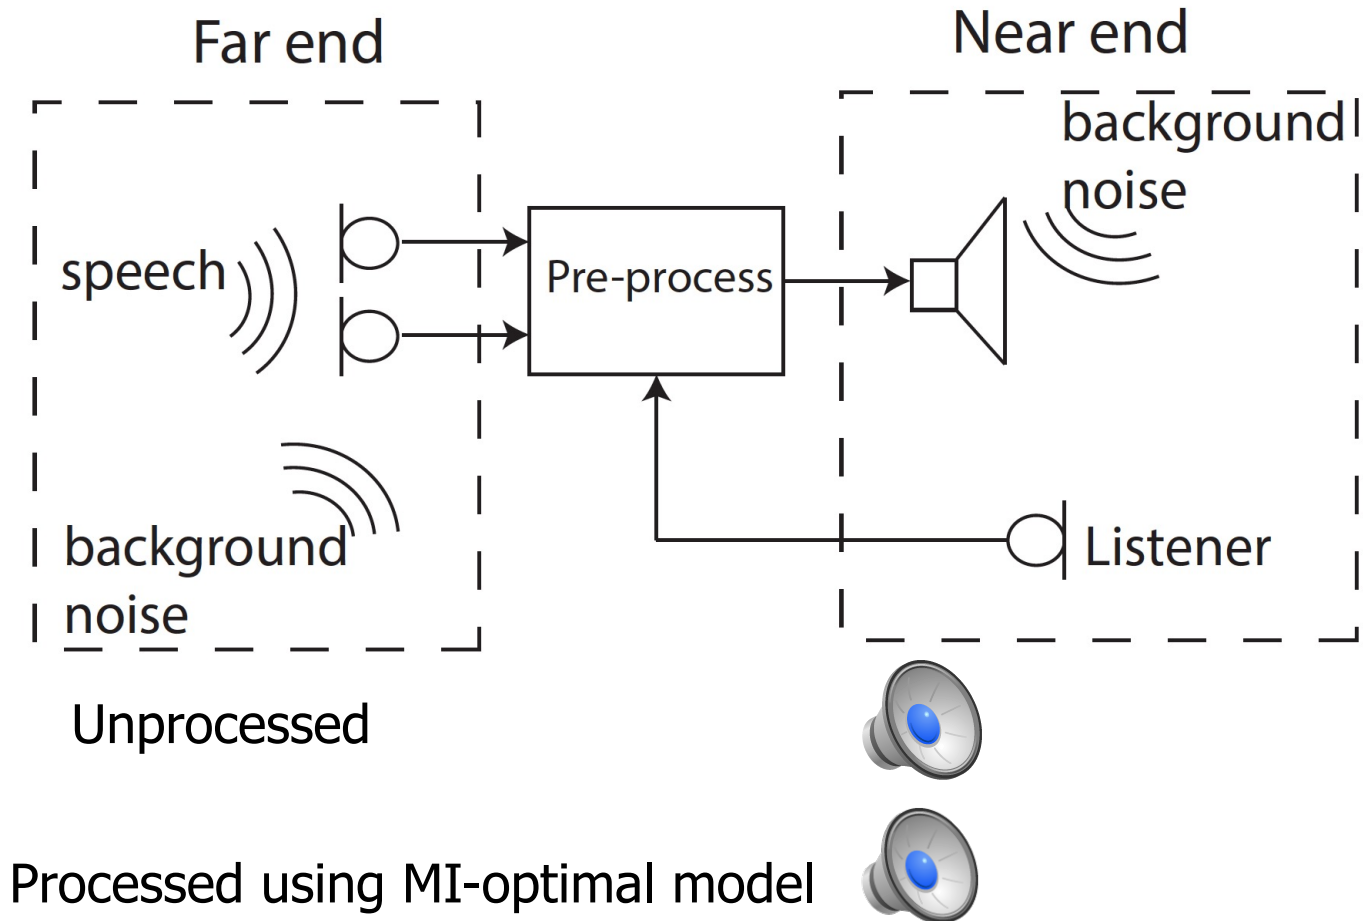 Far end
Near end
speech
background
noise
Pre-process
background
noise
Listener
Unprocessed
Processed using MI-optimal model